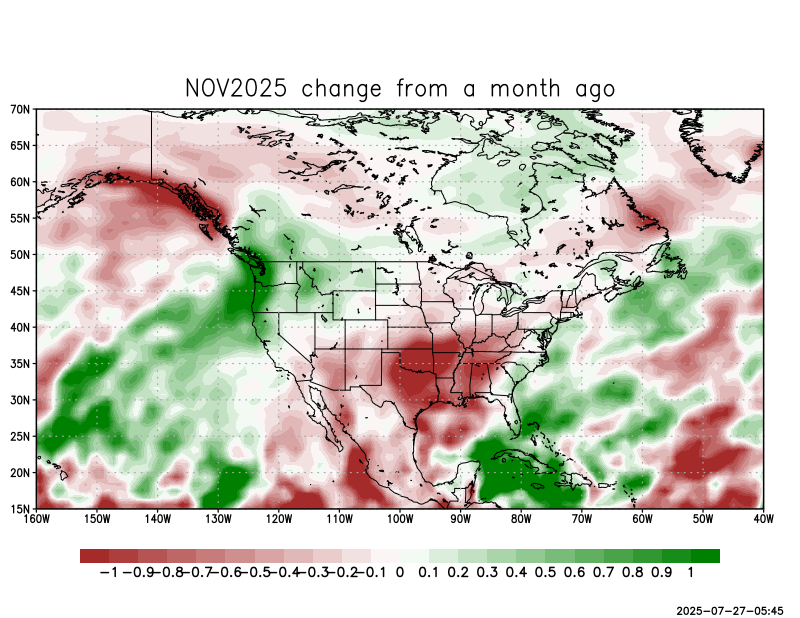 NOV2025 change from a month ago
70N
65N
60N
55N
50N
45N
40N
35N
30N
25N
20N
15N
160W 150W 140W 130W 120W 110W 100W 90W 80W 70W 60W 50W 40W
-1 -0.9 -0.8 -0.7 -0.6 -0.5 -0.4 -0.3 -0.2 -0.1 0 0.1 0.2 0.3 0.4 0.5 0.6 0.7 0.8 0.9 1
2025-07-27-05:45